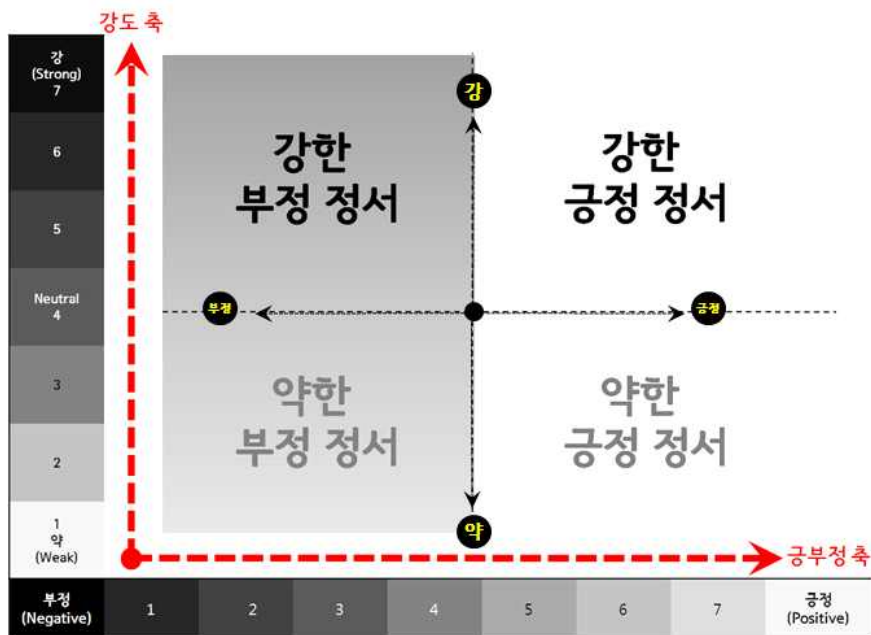 강도 축
강
(Strong)
7
6
5
Neutral
4
3
2
1
약
(Weak)
강
강한
부정 정서
강한
긍정 정서
부정
긍정
약한
부정 정서
약한
긍정 정서
약
긍부정 축
부정
(Negative)
1
2
3
4
5
6
7
긍정
(Positive)